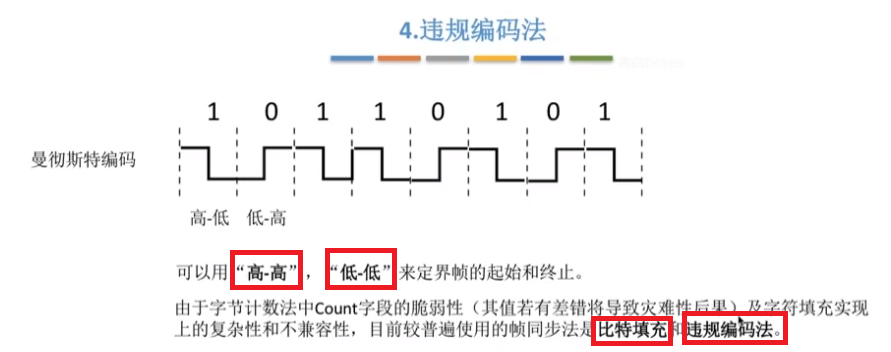 4.违规编码法
1 0 1 1 0 1 0 1
曼彻斯特编码
高-低 低-高
可以用“高-高”，“低-低”来定界帧的起始和终止。
由于字节计数法中Count字段的脆弱性（其值若有差错将导致灾难性后果）及字符填充实现
上的复杂性和不兼容性，目前较普遍使用的帧同步法是比特填充和违规编码法。